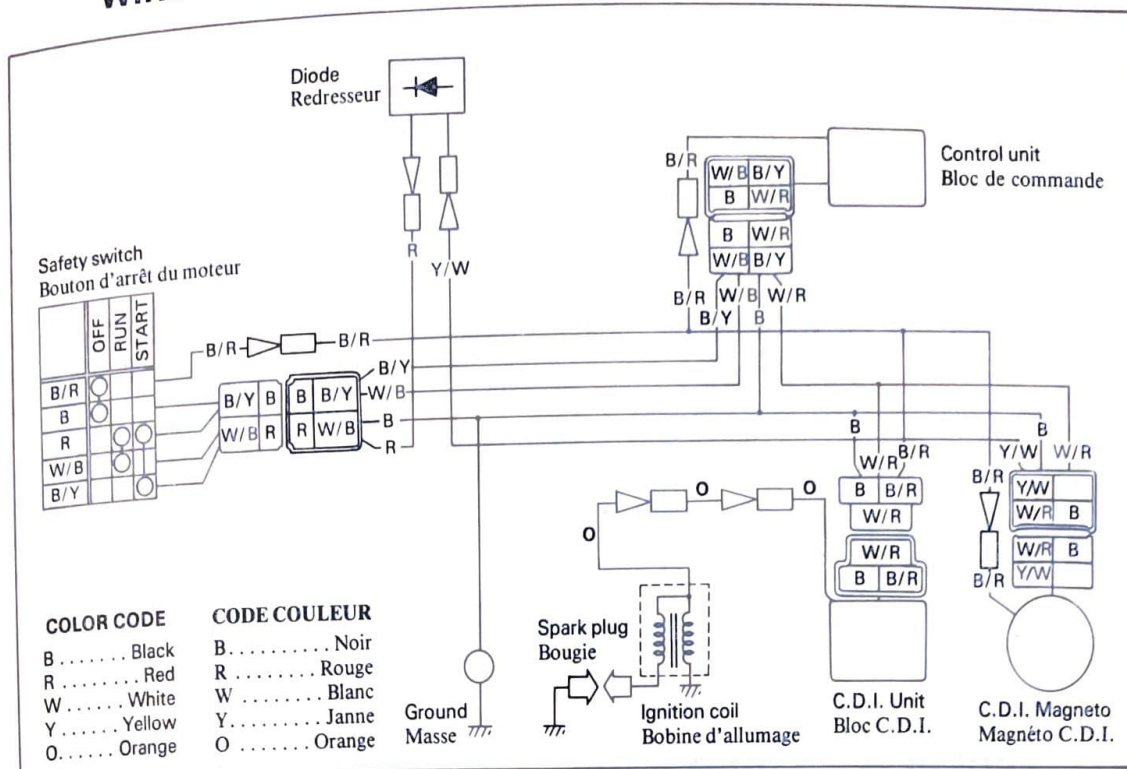 Diode
Redresseur
B/R
W/B B/Y
B W/R
Control unit
Bloc de commande
B W/R
W/B B/Y
R
Y/W
Safety switch
Bouton d'arrêt du moteur
OFF
RUN
START
B/R
B
R
W/B
B/Y
B/R
B/R
B/R
W/B
W/R
B/Y
B
B/Y B
W/B R
B B/Y
R W/B
B/Y
W/B
B
R
B
W/R
B/R
B B/R
W/R
W/R
B B/R
Y/W
B
W/R
B/R
Y/W
W/R B
W/R B
Y/W
B/R
O
O
O
COLOR CODE
B....... Black
R........ Red
W...... White
Y...... Yellow
O...... Orange
CODE COULEUR
B.......... Noir
R ........ Rouge
W ........ Blanc
Y......... Janne
O ....... Orange
Ground
Masse
Spark plug
Bougie
Ignition coil
Bobine d'allumage
C.D.I. Unit
Bloc C.D.I.
C.D.I. Magneto
Magnéto C.D.I.